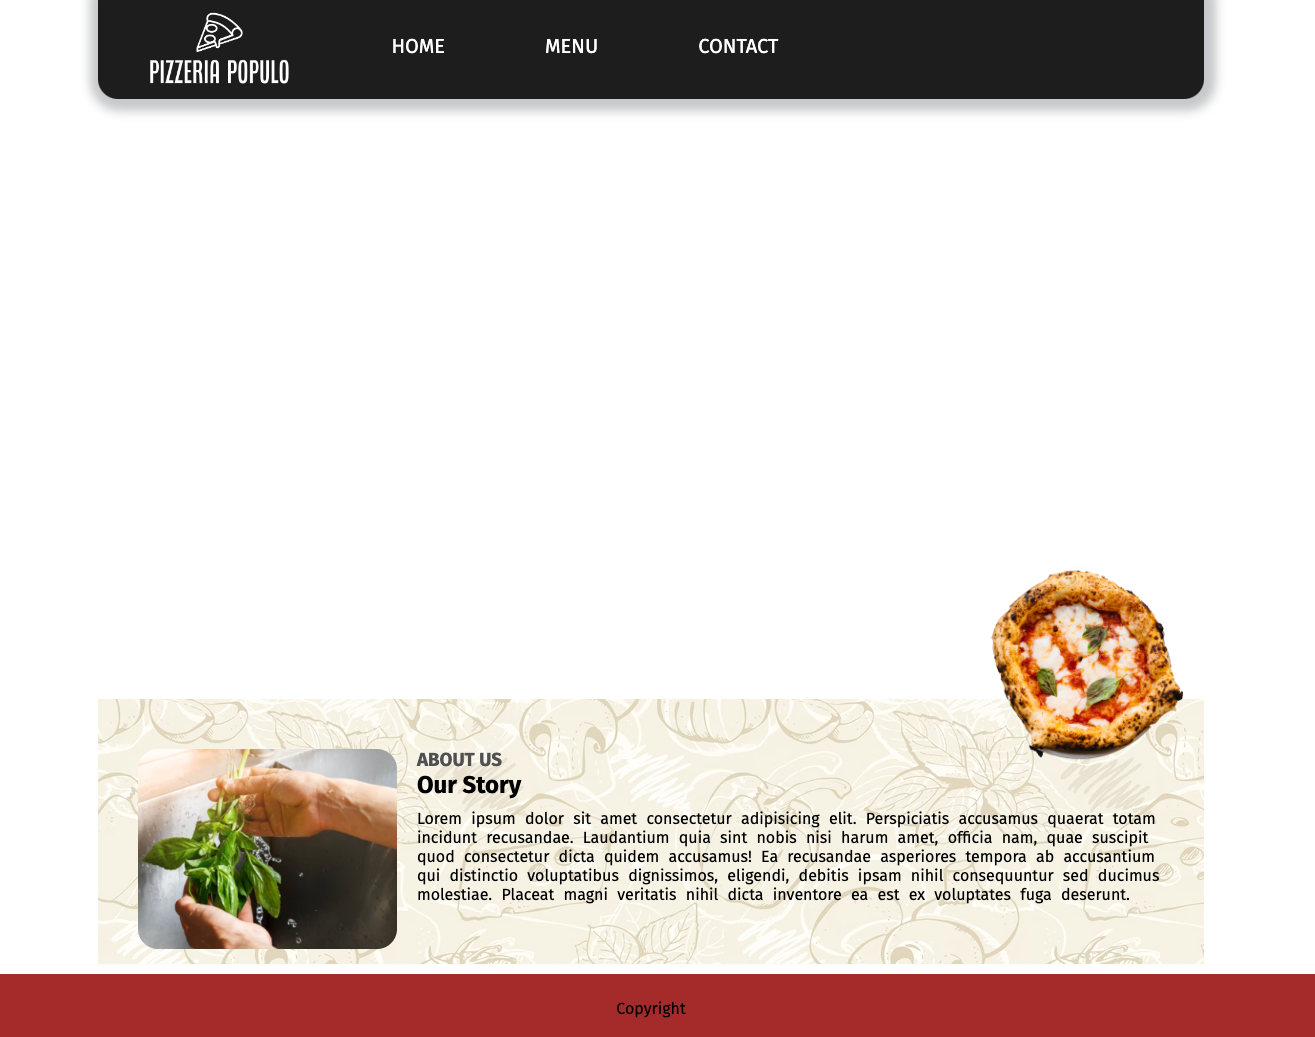 PIZZERIA POPULO
HOME
MENU
CONTACT
ABOUT US
Our Story
Lorem ipsum dolor sit amet consectetur adipisicing elit. Perspiciatis accusamus quaerat totam
incidunt recusandae. Laudantium quia sint nobis nisi harum amet, officia nam, quae suscipit
quod consectetur dicta quidem accusamus! Ea recusandae asperiores tempora ab accusantium
qui distinctio voluptatibus dignissimos, eligendi, debitis ipsam nihil consequuntur sed ducimus
molestiae. Placeat magni veritatis nihil dicta inventore ea est ex voluptates fuga deserunt.
Copyright